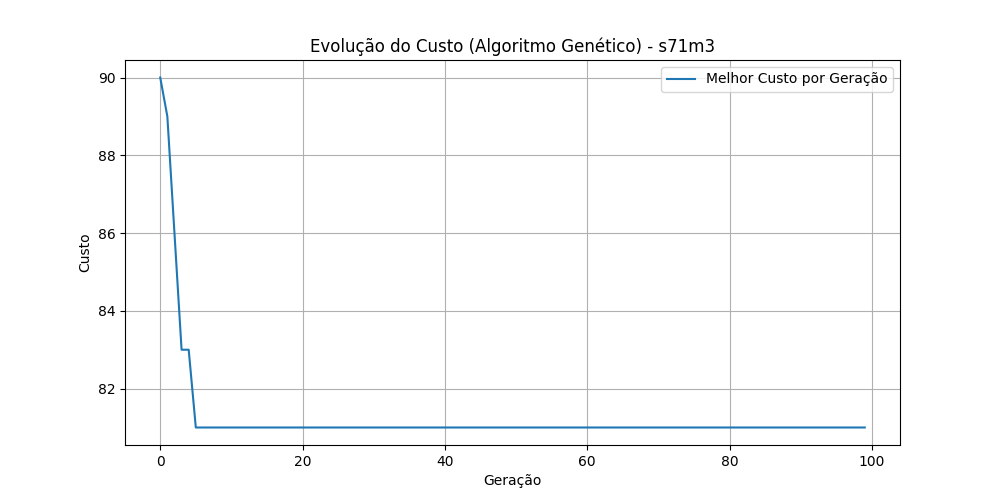 Evolução do Custo (Algoritmo Genético) - s71m3
Melhor Custo por Geração
90
88
86
84
82
Custo
0 20 40 60 80 100
Geração